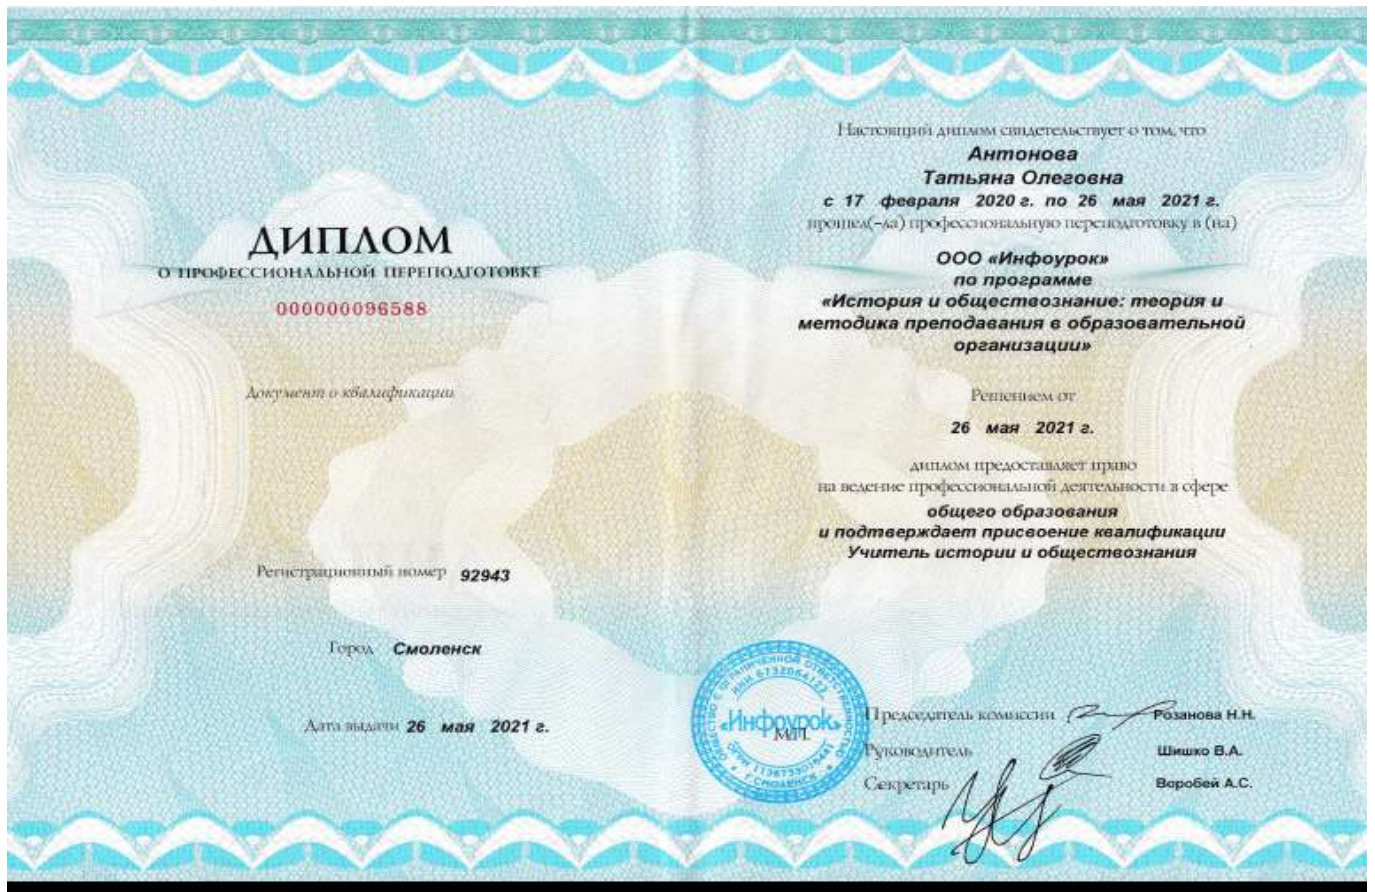 ДИПЛОМ
О ПРОФЕССИОНАЛЬНОЙ ПЕРЕПОДГОТОВКЕ
000000096588
Документ о квалификации
Регистрационный номер 92943
Город Смоленск
Дата выдачи 26 мая 2021 г.
Настоящий диплом свидетельствует о том, что
Антонова
Татьяна Олеговна
с 17 февраля 2020 г. по 26 мая 2021 г.
прошел(-ла) профессиональную переподготовку в (на)
ООО «Инфоурок»
по программе
«История и обществознание: теория и
методика преподавания в образовательной
организации»
Решением от
26 мая 2021 г.
диплом предоставляет право
на ведение профессиональной деятельности в сфере
общего образования
и подтверждает присвоение квалификации
Учитель истории и обществознания
ОБЩЕСТВО С ОГРАНИЧЕННОЙ ОТВЕТСТВЕННОСТЬЮ
«Инфоурок»
М.П.
Г.СМОЛЕНСК
Председатель комиссии Розанова Н.Н.
Руководитель Шишко В.А.
Секретарь Воробей А.С.